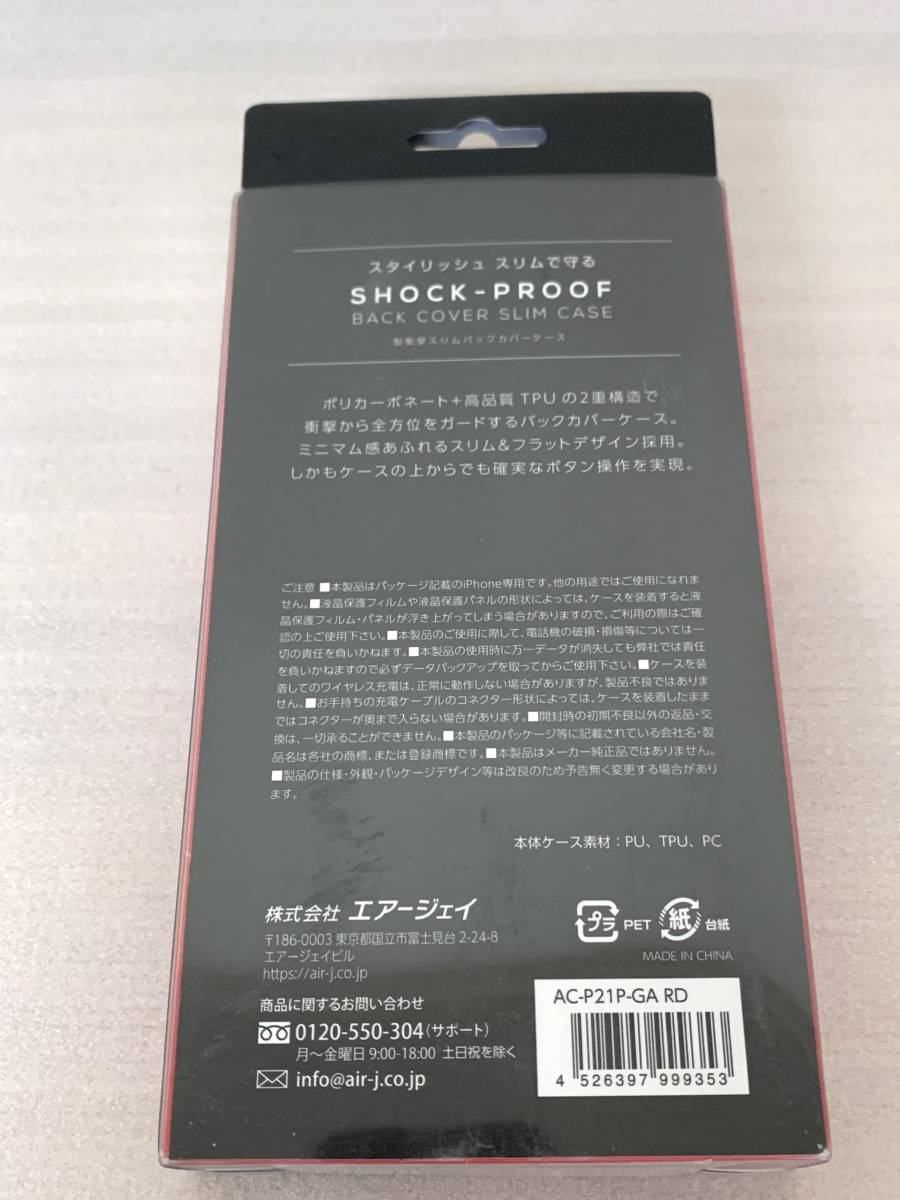 スタイリッシュ スリムで守る
SHOCK-PROOF
BACK COVER SLIM CASE
耐衝撃スリムバックカバーケース
ポリカーボネート+高品質 TPU の2重構造で
衝撃から全方位をガードするバックカバーケース。
ミニマム感あふれるスリム&フラットデザイン採用。
しかもケースの上からでも確実なボタン操作を実現。
ご注意 ■本製品はパッケージ記載のiPhone専用です。他の用途ではご使用になれま
せん。■液晶保護フィルムや液晶保護パネルの形状によっては、ケースを装着すると液
晶保護フィルム・パネルが浮き上がってしまう場合がありますので、ご利用の際はご確
認の上ご使用下さい。■本製品のご使用に際して、電話機の破損・損傷等については一
切の責任を負いかねます。■本製品の使用時に万一データが消失しても弊社では責任
を負いかねますので必ずデータバックアップを取ってからご使用下さい。■ケースを装
着してのワイヤレス充電は、正常に動作しない場合がありますが、製品不良ではありま
せん。■お手持ちの充電ケーブルのコネクター形状によっては、ケースを装着したまま
ではコネクターが奥まで入らない場合があります。■開封時の初期不良以外の返品・交
換は、一切承ることができません。■本製品のパッケージ等に記載されている会社名・製
品名は各社の商標、または登録商標です。■本製品はメーカー純正品ではありません。
■製品の仕様・外観・パッケージデザイン等は改良のため予告無く変更する場合があり
ます。
本体ケース素材：PU、TPU、PC
株式会社 エアージェイ
〒186-0003 東京都国立市富士見台 2-24-8
エアージェイビル
https://air-j.co.jp
プラ PET 紙 台紙
MADE IN CHINA
商品に関するお問い合わせ
0120-550-304 (サポート)
月～金曜日 9:00-18:00 土日祝を除く
info@air-j.co.jp
AC-P21P-GA RD
4 526397 999353